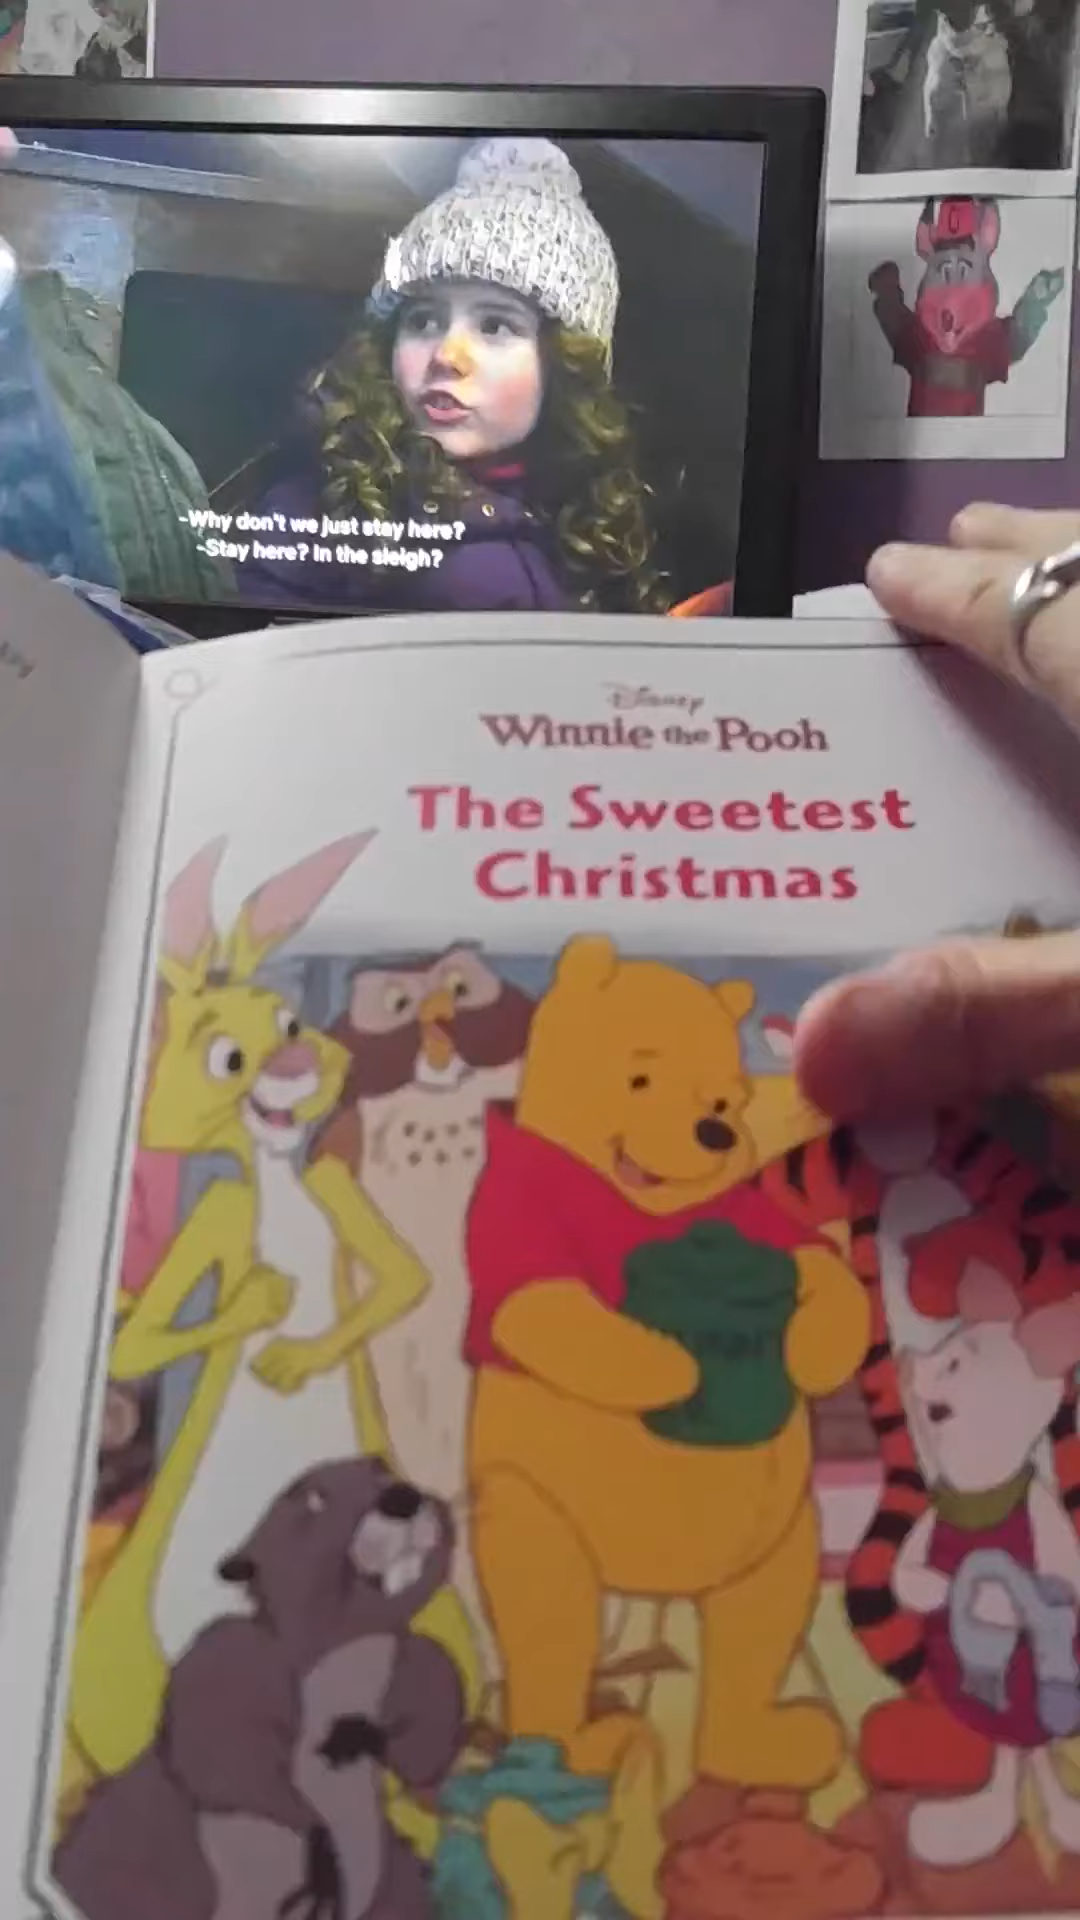 -Why don't we just stay here?
-Stay here? In the sleigh?
Disney
Winnie the Pooh
The Sweetest
Christmas